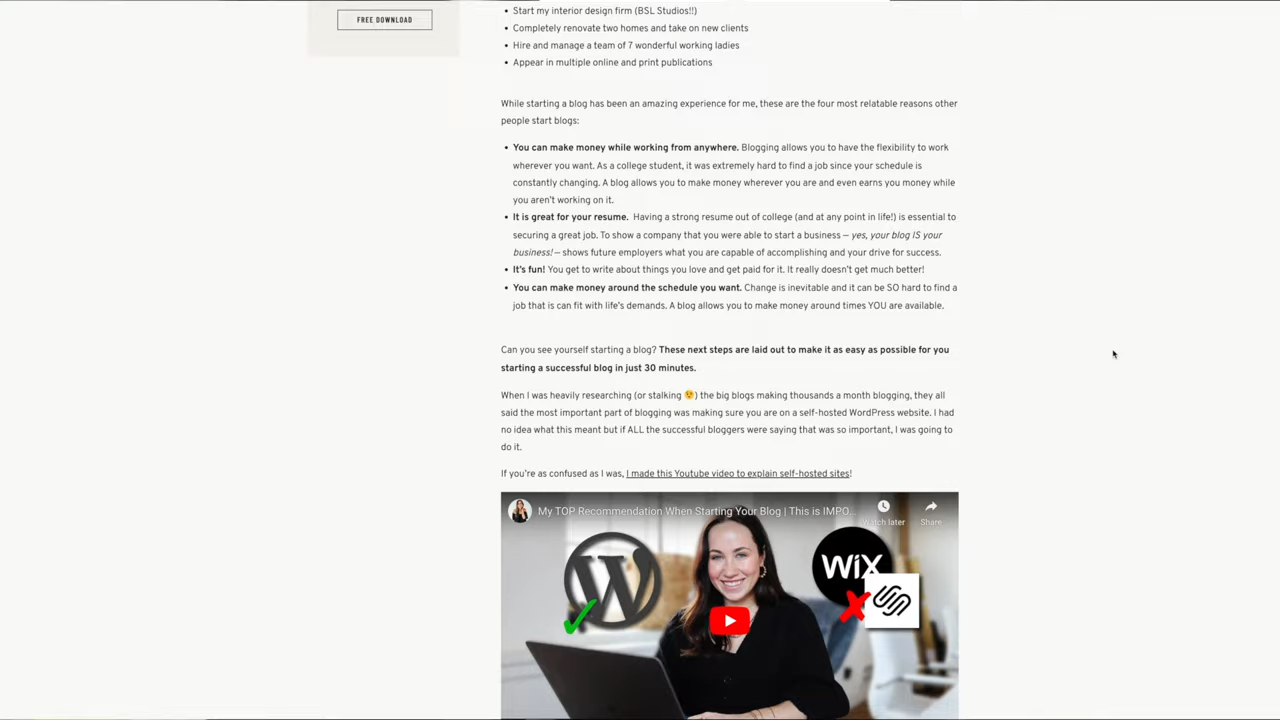 FREE DOWNLOAD
• Start my interior design firm (BSL Studios!!)
• Completely renovate two homes and take on new clients
• Hire and manage a team of 7 wonderful working ladies
• Appear in multiple online and print publications
While starting a blog has been an amazing experience for me, these are the four most relatable reasons other
people start blogs:
• You can make money while working from anywhere. Blogging allows you to have the flexibility to work
wherever you want. As a college student, it was extremely hard to find a job since your schedule is
constantly changing. A blog allows you to make money wherever you are and even earns you money while
you aren't working on it.
• It is great for your resume. Having a strong resume out of college (and at any point in life!) is essential to
securing a great job. To show a company that you were able to start a business — yes, your blog IS your
business! — shows future employers what you are capable of accomplishing and your drive for success.
• It's fun! You get to write about things you love and get paid for it. It really doesn't get much better!
• You can make money around the schedule you want. Change is inevitable and it can be SO hard to find a
job that is can fit with life's demands. A blog allows you to make money around times YOU are available.
Can you see yourself starting a blog? These next steps are laid out to make it as easy as possible for you
starting a successful blog in just 30 minutes.
When I was heavily researching (or stalking 😉) the big blogs making thousands a month blogging, they all
said the most important part of blogging was making sure you are on a self-hosted WordPress website. I had
no idea what this meant but if ALL the successful bloggers were saying that was so important, I was going to
do it.
If you're as confused as I was, I made this Youtube video to explain self-hosted sites!
My TOP Recommendation When Starting Your Blog | This is IMPO...
Watch later
Share
W
WiX